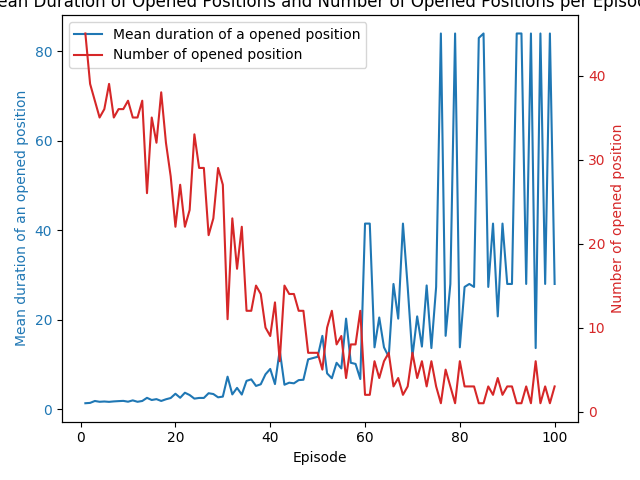 ean Duration of Opened Positions and Number of Opened Positions per Episod
Mean duration of a opened position
Number of opened position
80
60
40
20
0
Mean duration of an opened position
40
30
20
10
0
Number of opened position
0 20 40 60 80 100
Episode